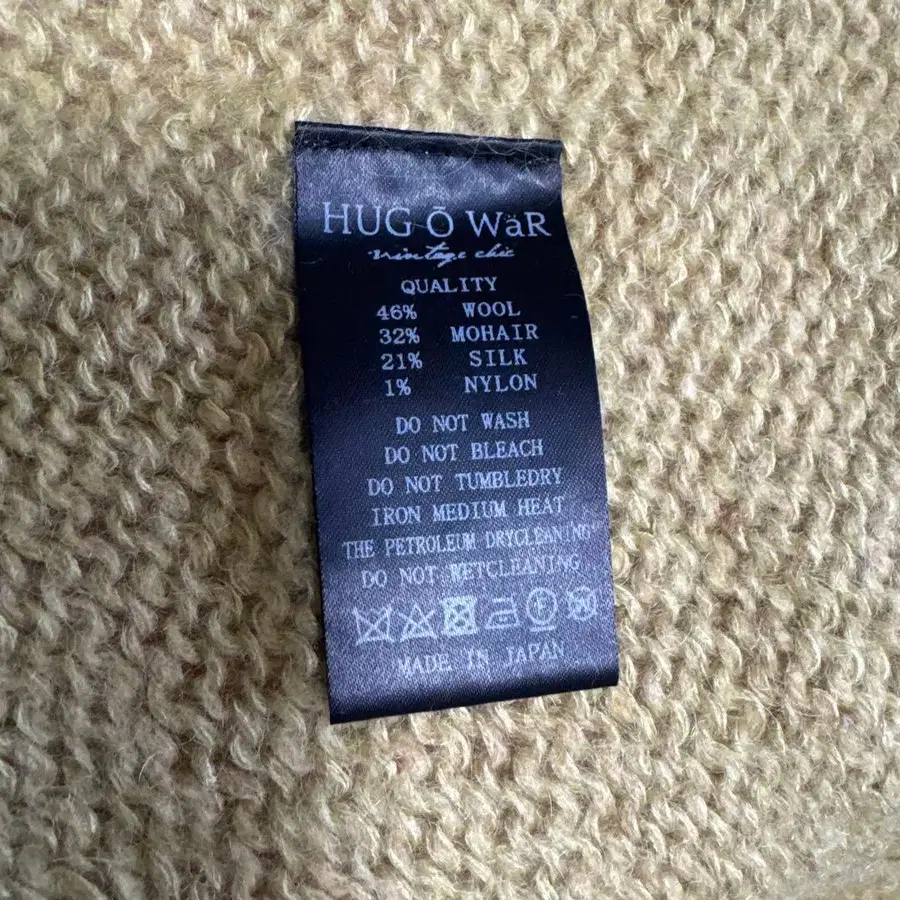 HUG Ō WäR
vintage chic
QUALITY
46% WOOL
32% MOHAIR
21% SILK
1% NYLON
DO NOT WASH
DO NOT BLEACH
DO NOT TUMBLEDRY
IRON MEDIUM HEAT
THE PETROLEUM DRYCLEANING
DO NOT WETCLEANING
MADE IN JAPAN